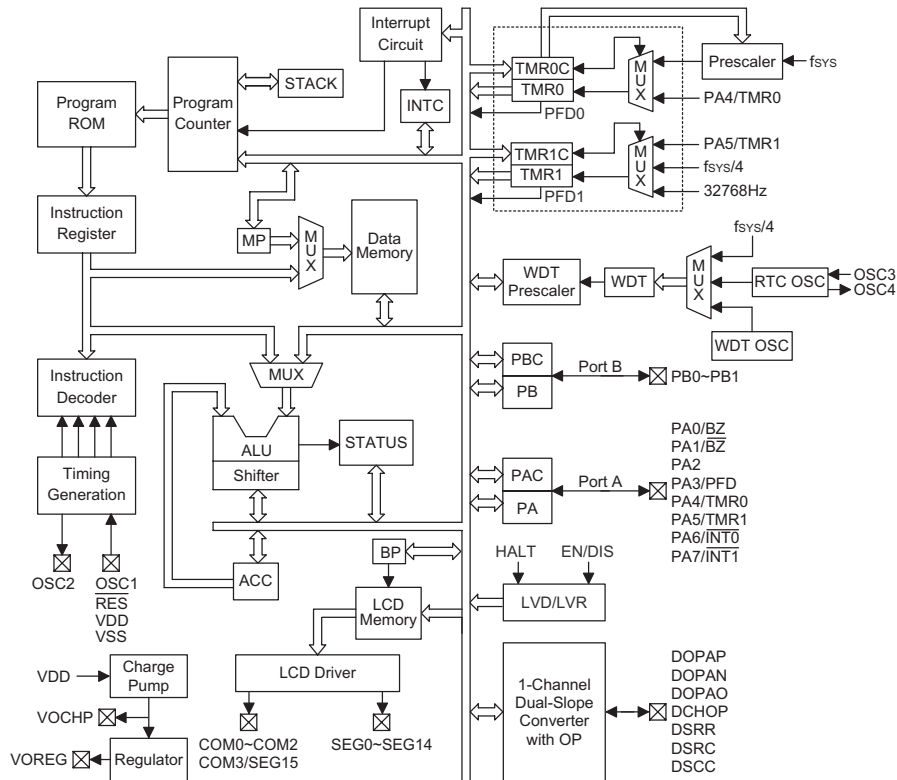 Interrupt
Circuit
STACK
INTC
Program
ROM
Program
Counter
Instruction
Register
MP
MUX
Data
Memory
TMR0C
TMR0
PFD0
MUX
Prescaler
fSYS
PA4/TMR0
TMR1C
TMR1
PFD1
MUX
PA5/TMR1
fSYS/4
32768Hz
fSYS/4
WDT
Prescaler
WDT
MUX
RTC OSC
OSC3
OSC4
WDT OSC
Instruction
Decoder
MUX
ALU
Shifter
STATUS
Timing
Generation
OSC2
OSC1
R̅E̅S̅
VDD
VSS
ACC
BP
LCD
Memory
LCD Driver
COM0~COM2
COM3/SEG15
SEG0~SEG14
VDD
Charge
Pump
VOCHP
VOREG
Regulator
PBC
PB
Port B
PB0~PB1
PAC
PA
Port A
PA0/BZ
PA1/B̅Z̅
PA2
PA3/PFD
PA4/TMR0
PA5/TMR1
PA6/I̅N̅T̅0̅
PA7/I̅N̅T̅1̅
HALT
EN/DIS
LVD/LVR
1-Channel
Dual-Slope
Converter
with OP
DOPAP
DOPAN
DOPAO
DCHOP
DSRR
DSRC
DSCC